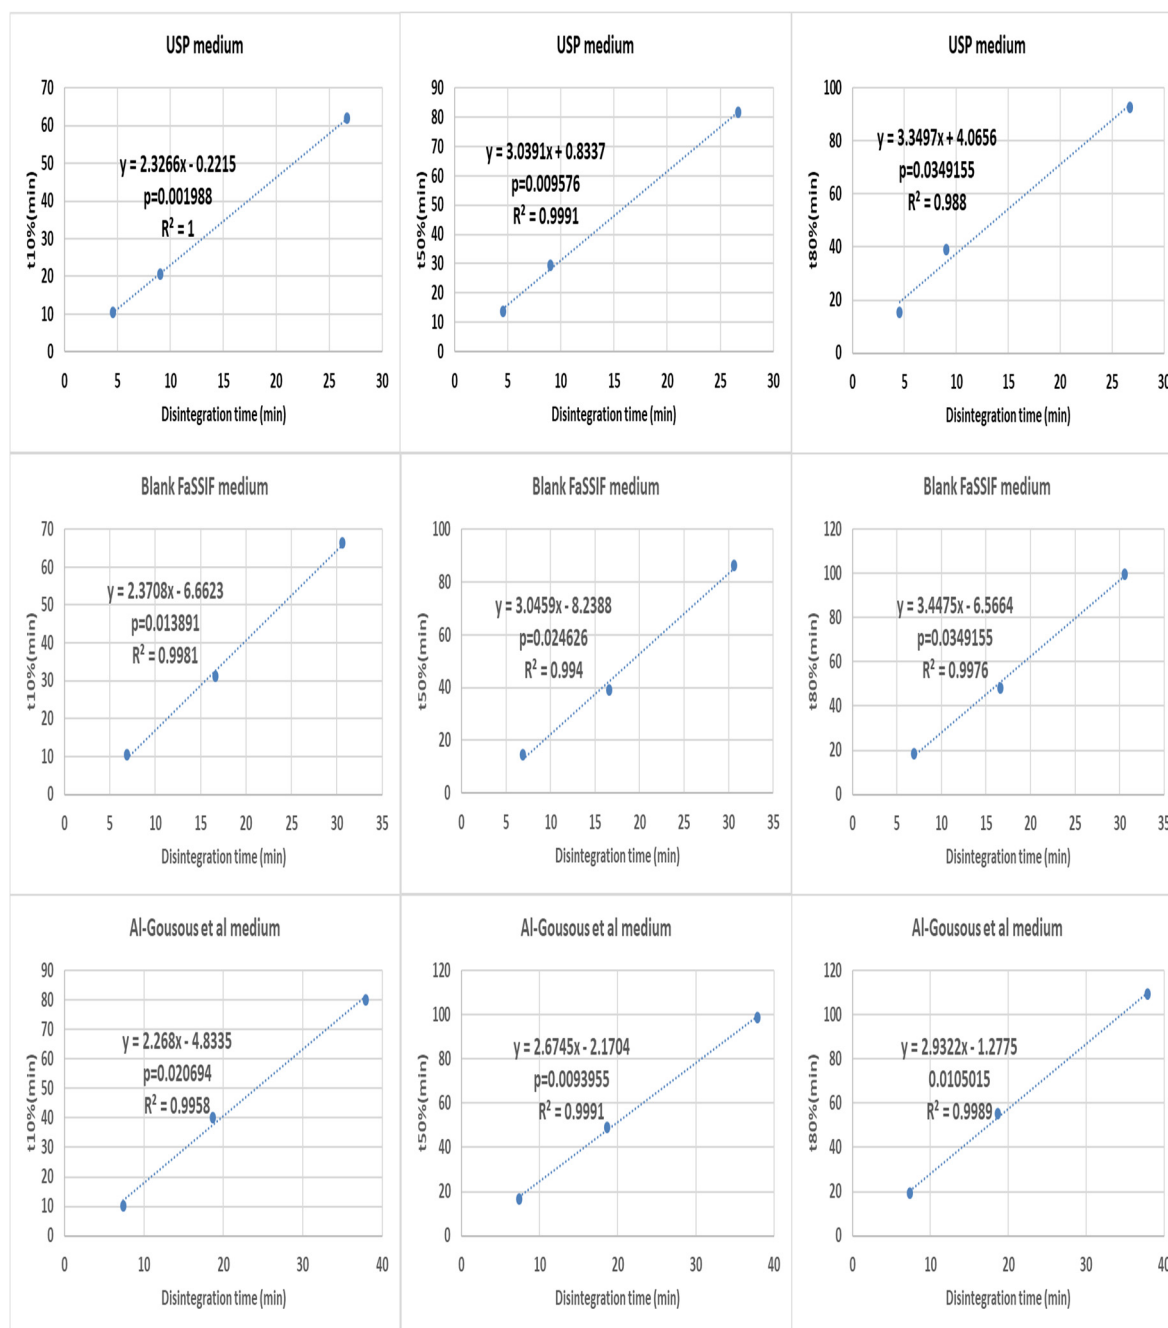 USP medium
t10%(min)
70
60
50
40
30
20
10
0
y = 2.3266x - 0.2215
p=0.001988
R² = 1
0 5 10 15 20 25 30
Disintegration time (min)
USP medium
t50%(min)
90
80
70
60
50
40
30
20
10
0
y = 3.0391x + 0.8337
p=0.009576
R² = 0.9991
0 5 10 15 20 25 30
Disintegration time (min)
USP medium
t80%(min)
100
80
60
40
20
0
y = 3.3497x + 4.0656
p=0.0349155
R² = 0.988
0 5 10 15 20 25 30
Disintegration time (min)
Blank FaSSIF medium
t10%(min)
70
60
50
40
30
20
10
0
y = 2.3708x - 6.6623
p=0.013891
R² = 0.9981
0 5 10 15 20 25 30 35
Disintegration time (min)
Blank FaSSIF medium
t50%(min)
100
80
60
40
20
0
y = 3.0459x - 8.2388
p=0.024626
R² = 0.994
0 5 10 15 20 25 30 35
Disintegration time (min)
Blank FaSSIF medium
t80%(min)
120
100
80
60
40
20
0
y = 3.4475x - 6.5664
p=0.0349155
R² = 0.9976
0 5 10 15 20 25 30 35
Disintegration time (min)
Al-Gousous et al medium
t10%(min)
90
80
70
60
50
40
30
20
10
0
y = 2.268x - 4.8335
p=0.020694
R² = 0.9958
0 10 20 30 40
Disintegration time (min)
Al-Gousous et al medium
t50%(min)
120
100
80
60
40
20
0
y = 2.6745x - 2.1704
p=0.0093955
R² = 0.9991
0 10 20 30 40
Disintegration time (min)
Al-Gousous et al medium
t80%(min)
120
100
80
60
40
20
0
y = 2.9322x - 1.2775
0.0105015
R² = 0.9989
0 10 20 30 40
Disintegration time (min)